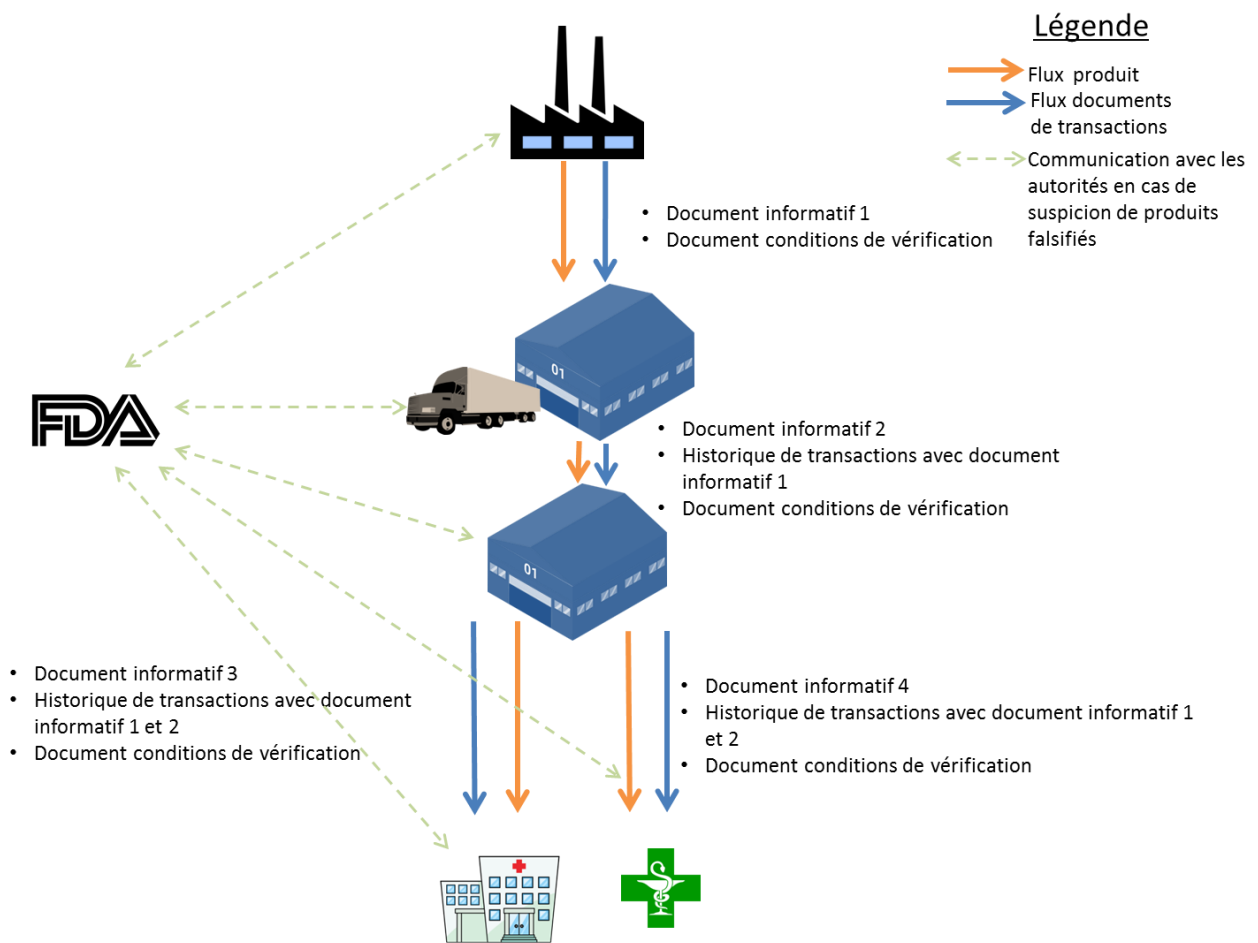 Légende
Flux produit
Flux documents
de transactions
Communication avec les
autorités en cas de
suspicion de produits
falsifiés
• Document informatif 1
• Document conditions de vérification
01
FDA
• Document informatif 2
• Historique de transactions avec document
informatif 1
• Document conditions de vérification
01
• Document informatif 3
• Historique de transactions avec document
informatif 1 et 2
• Document conditions de vérification
• Document informatif 4
• Historique de transactions avec document informatif 1
et 2
• Document conditions de vérification